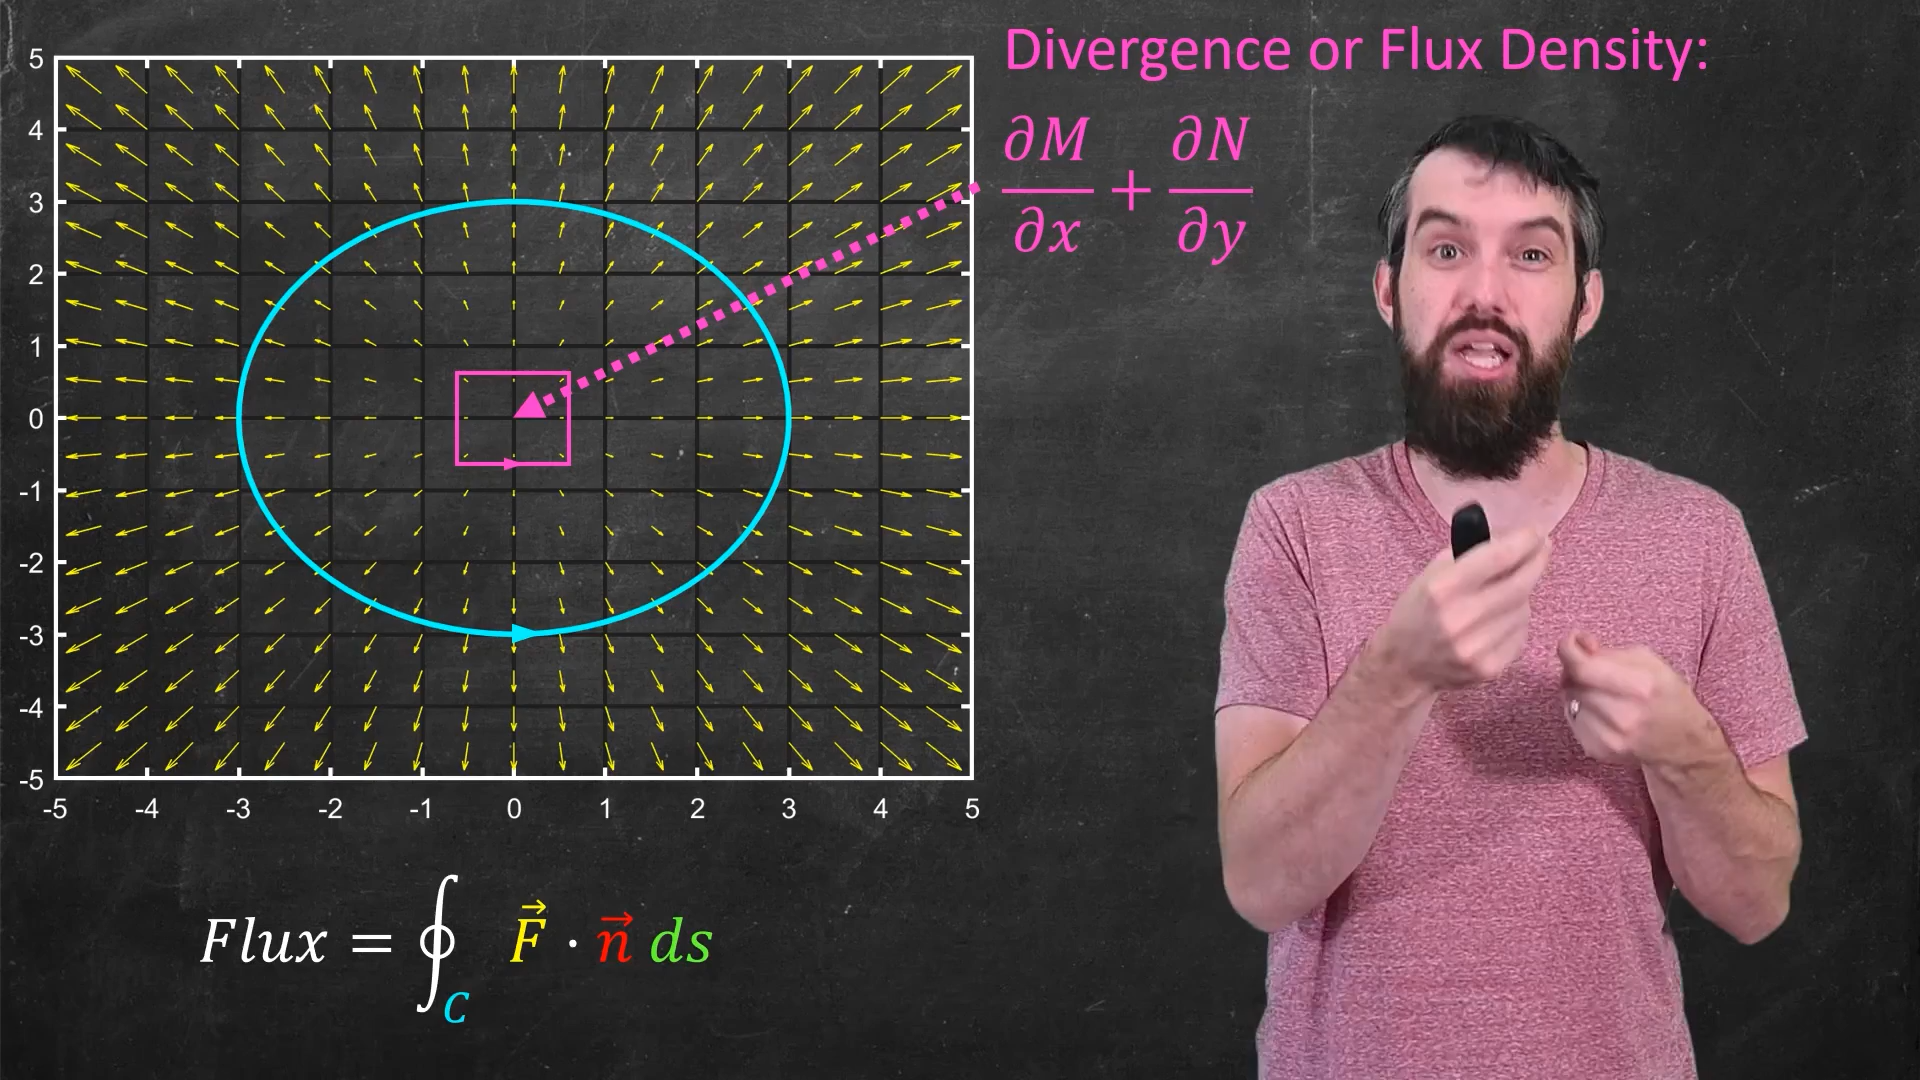 Divergence or Flux Density:
∂M/∂x + ∂N/∂y
5
4
3
2
1
0
-1
-2
-3
-4
-5
-5 -4 -3 -2 -1 0 1 2 3 4 5
Flux = ∮_C F⃗ · n⃗ ds